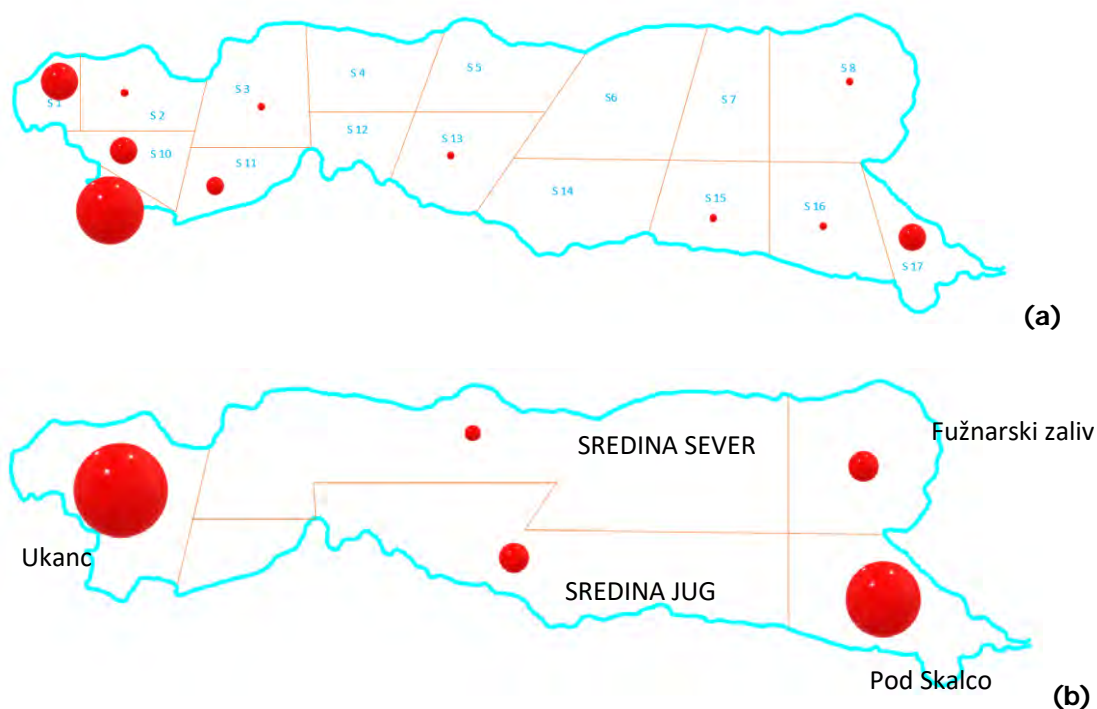 S 1
S 2
S 3
S 4
S 5
S6
S 7
S 8
S 10
S 11
S 12
S 13
S 14
S 15
S 16
S 17
(a)
SREDINA SEVER
Fužnarski zaliv
Ukanc
SREDINA JUG
Pod Skalco
(b)